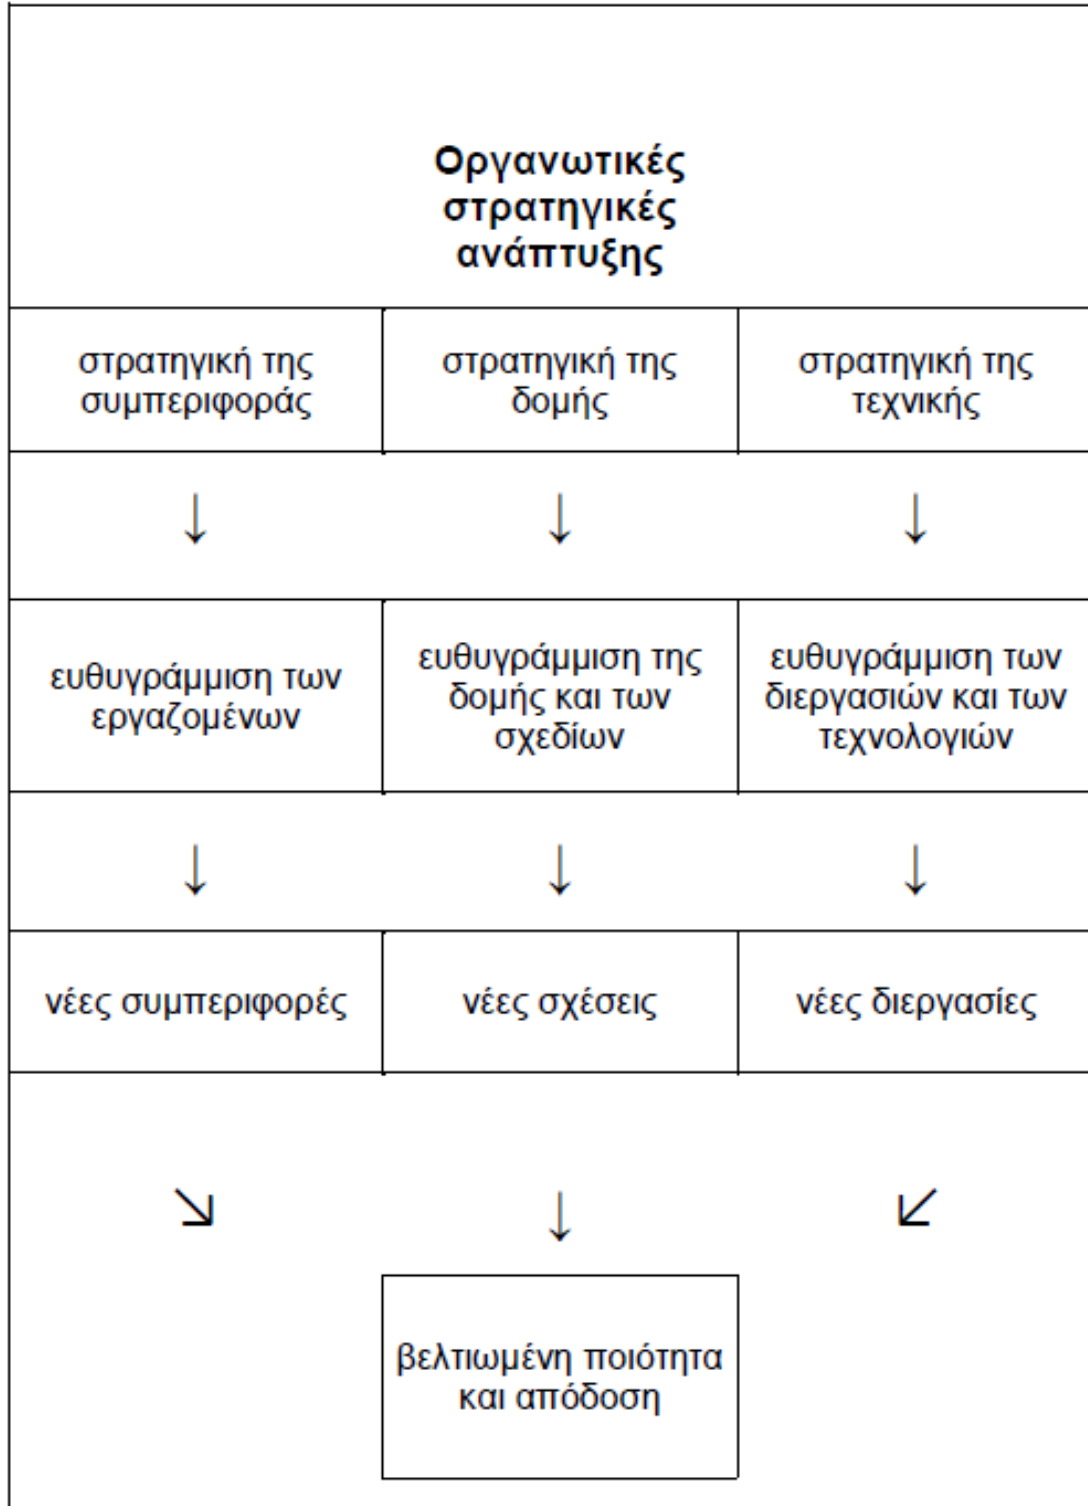 Οργανωτικές
στρατηγικές
ανάπτυξης
στρατηγική της
συμπεριφοράς
στρατηγική της
δομής
στρατηγική της
τεχνικής
↓ ↓ ↓
ευθυγράμμιση των
εργαζομένων
ευθυγράμμιση της
δομής και των
σχεδίων
ευθυγράμμιση των
διεργασιών και των
τεχνολογιών
↓ ↓ ↓
νέες συμπεριφορές
νέες σχέσεις
νέες διεργασίες
↘ ↓ ↙
βελτιωμένη ποιότητα
και απόδοση